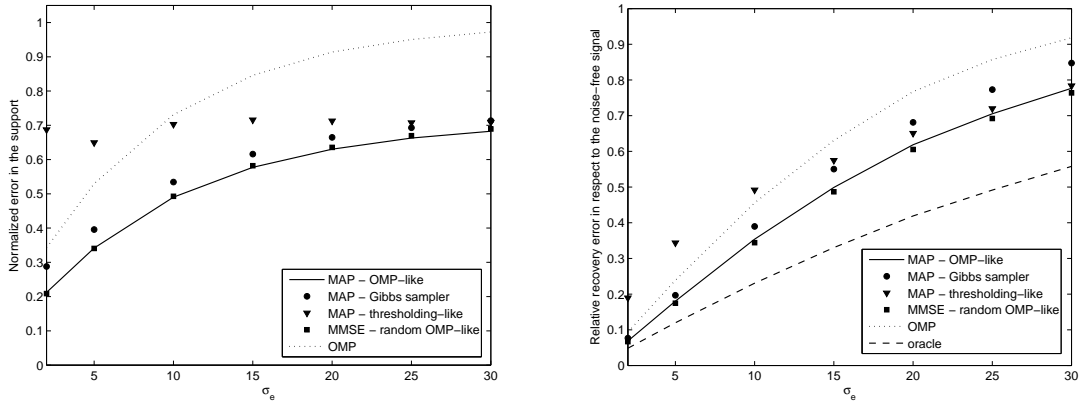 Normalized error in the support
1
0.9
0.8
0.7
0.6
0.5
0.4
0.3
0.2
0.1
0
5
10
15
20
25
30
σe
MAP − OMP−like
MAP − Gibbs sampler
MAP − thresholding−like
MMSE − random OMP−like
OMP
Relative recovery error in respect to the noise−free signal
1
0.9
0.8
0.7
0.6
0.5
0.4
0.3
0.2
0.1
0
5
10
15
20
25
30
σe
MAP − OMP−like
MAP − Gibbs sampler
MAP − thresholding−like
MMSE − random OMP−like
OMP
oracle